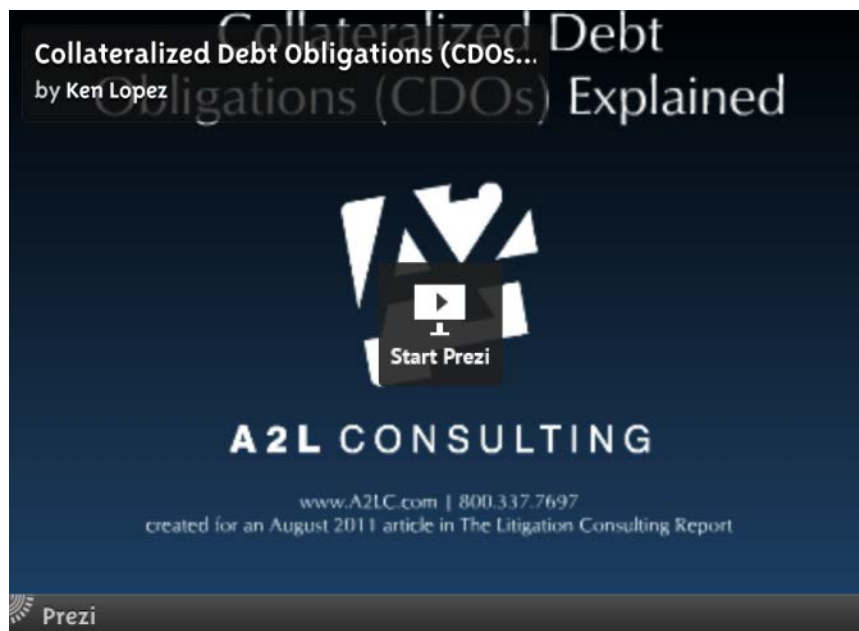 Collateralized Debt
Obligations (CDOs) Explained
Collateralized Debt Obligations (CDOs...
by Ken Lopez
Start Prezi
A2L CONSULTING
www.A2LC.com | 800.337.7697
created for an August 2011 article in The Litigation Consulting Report
Prezi